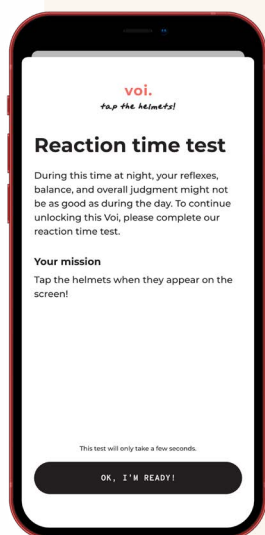 voi.
tap the helmets!
Reaction time test
During this time at night, your reflexes,
balance, and overall judgment might not
be as good as during the day. To continue
unlocking this Voi, please complete our
reaction time test.
Your mission
Tap the helmets when they appear on the
screen!
This test will only take a few seconds.
OK, I'M READY!